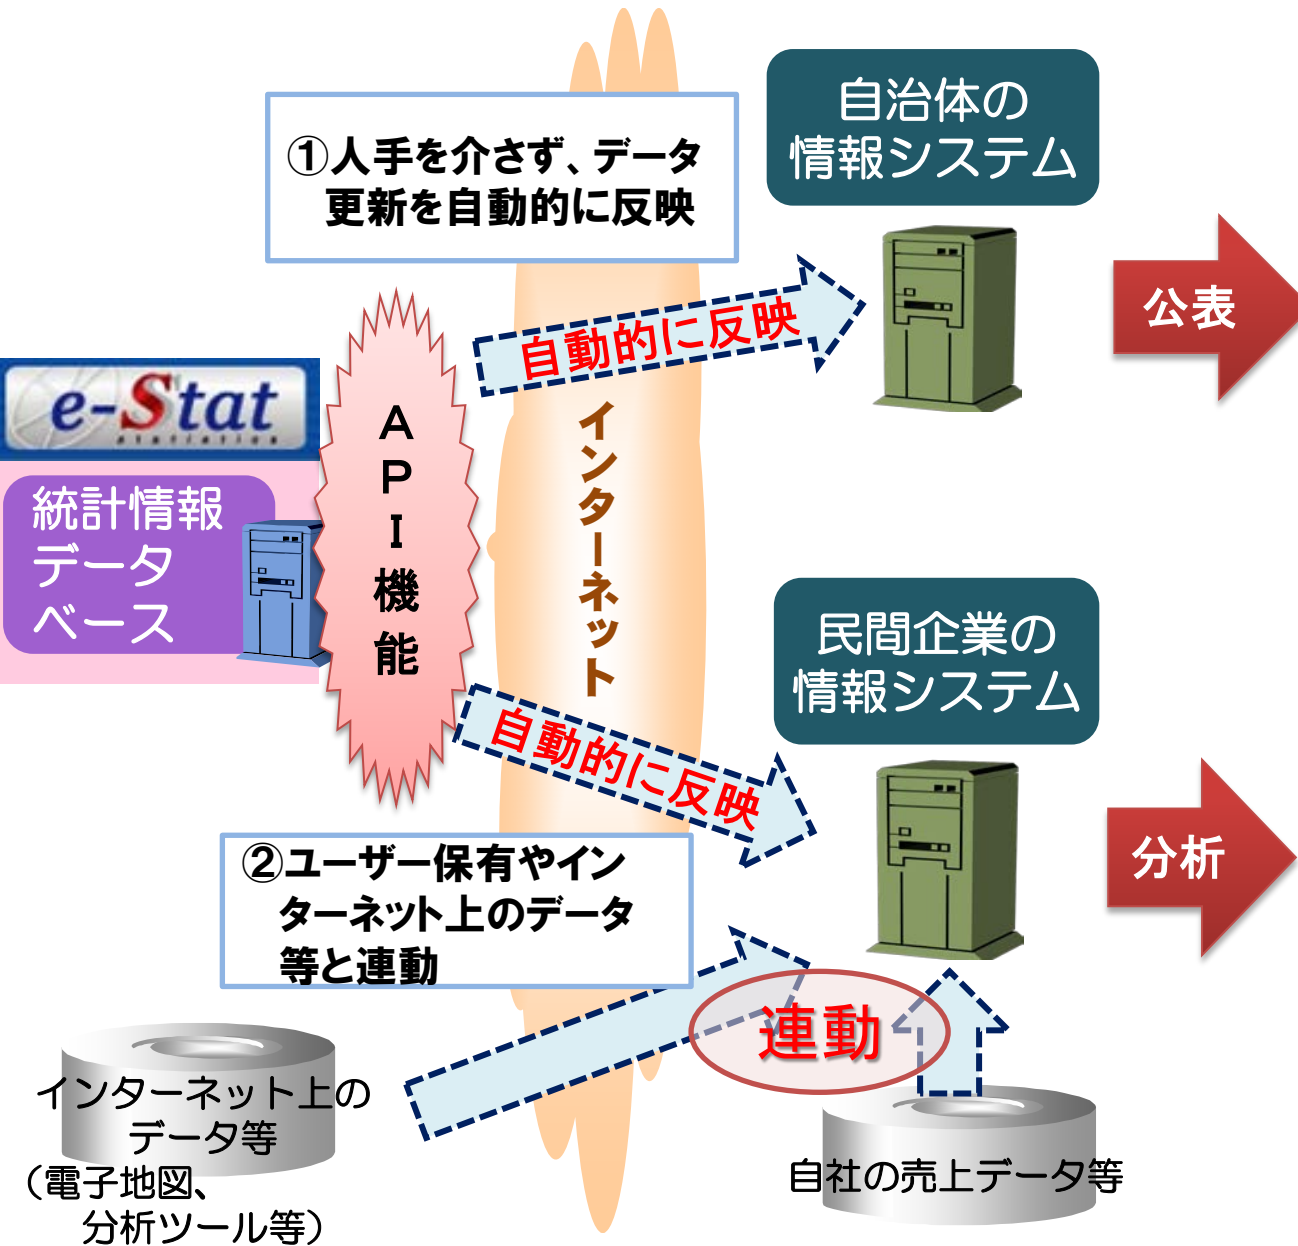 自治体の
情報システム
①人手を介さず、データ
更新を自動的に反映
自動的に反映
公表
e-Stat
statistics
API機能
インターネット
統計情報
データ
ベース
民間企業の
情報システム
自動的に反映
分析
②ユーザー保有やイン
ターネット上のデータ
等と連動
連動
インターネット上の
データ等
（電子地図、
分析ツール等）
自社の売上データ等